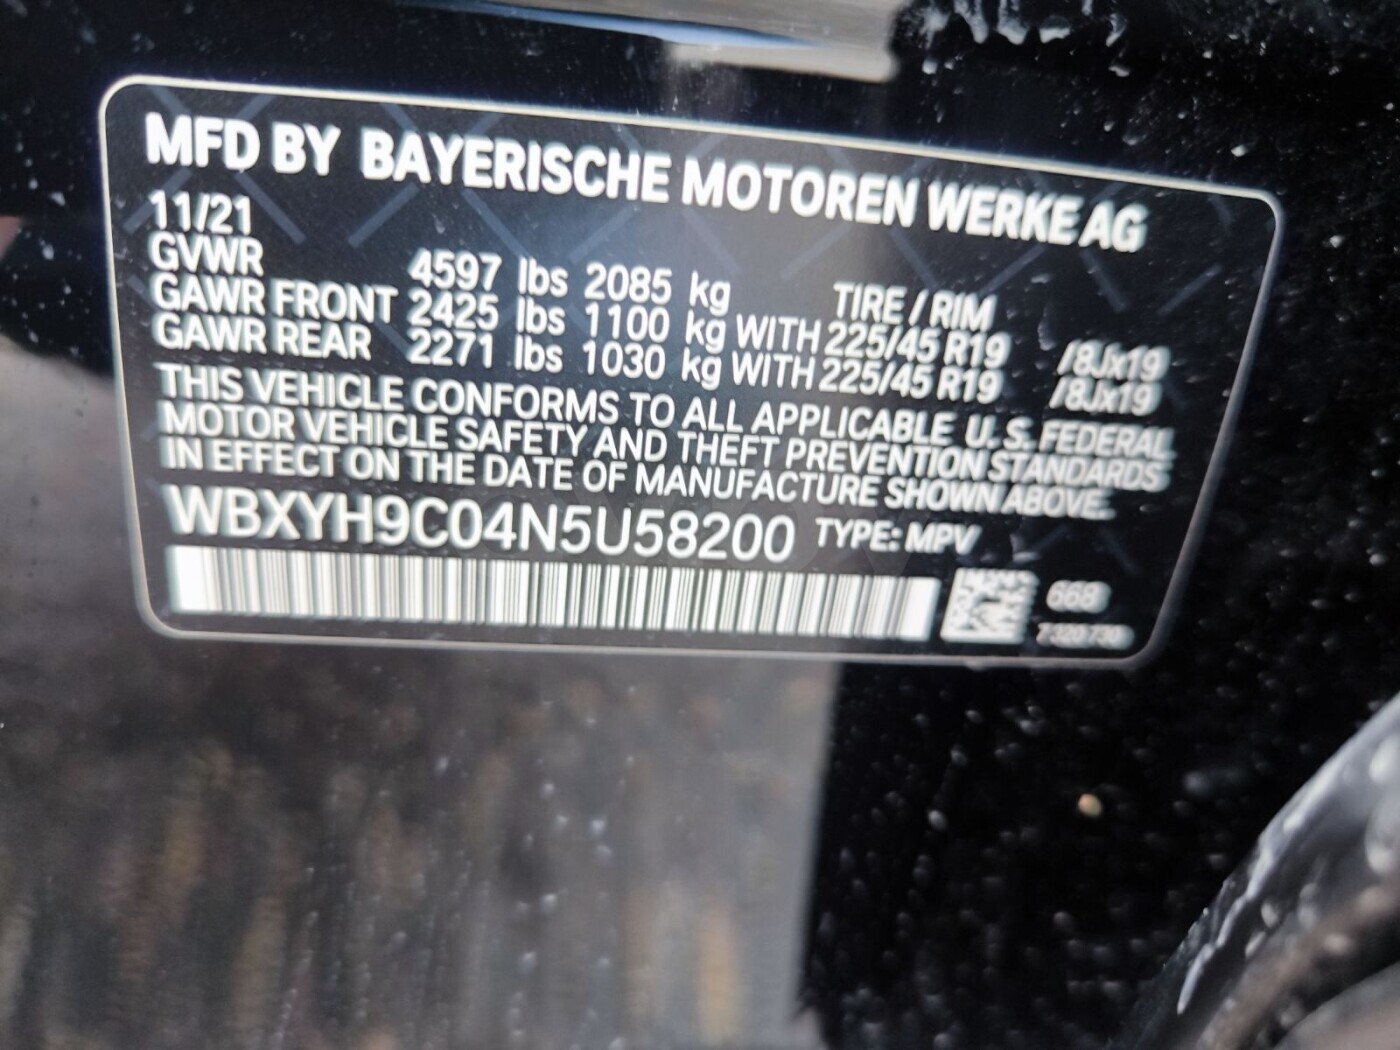 MFD BY BAYERISCHE MOTOREN WERKE AG
11/21
GVWR 4597 lbs 2085 kg TIRE / RIM
GAWR FRONT 2425 lbs 1100 kg WITH 225/45 R19 /8Jx19
GAWR REAR 2271 lbs 1030 kg WITH 225/45 R19 /8Jx19
THIS VEHICLE CONFORMS TO ALL APPLICABLE U.S. FEDERAL
MOTOR VEHICLE SAFETY AND THEFT PREVENTION STANDARDS
IN EFFECT ON THE DATE OF MANUFACTURE SHOWN ABOVE.
WBXYH9C04N5U58200 TYPE: MPV
668
7 320 730